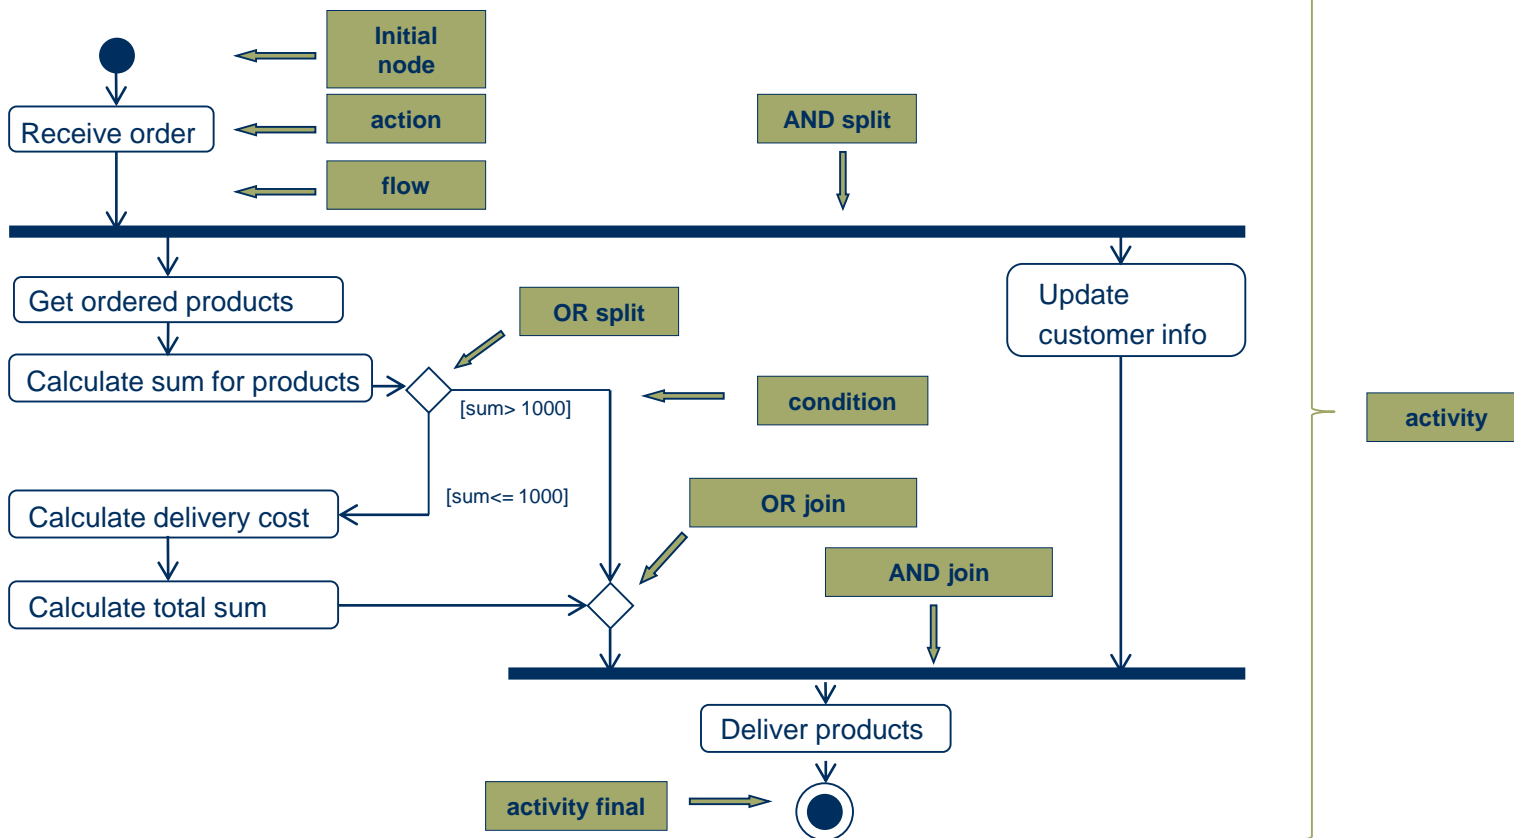 Initial
node
Receive order
action
AND split
flow
Get ordered products
OR split
Update
customer info
Calculate sum for products
[sum> 1000]
condition
activity
[sum<= 1000]
Calculate delivery cost
OR join
AND join
Calculate total sum
Deliver products
activity final